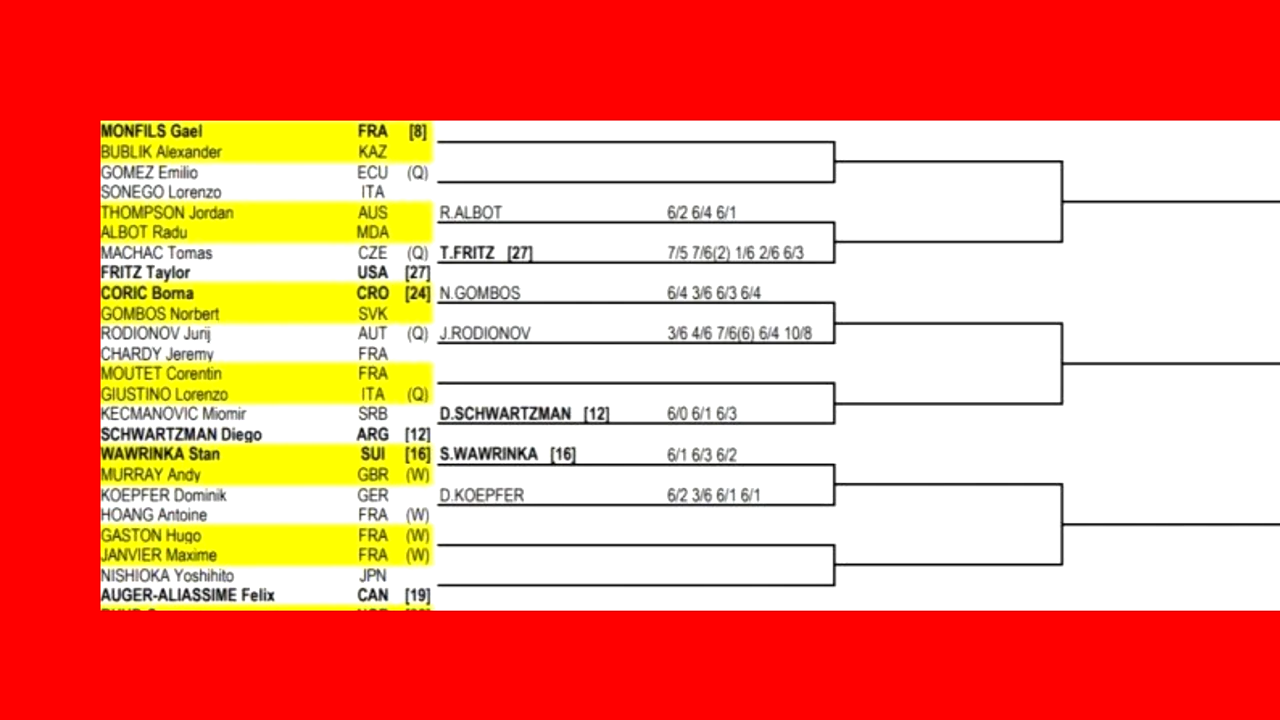 MONFILS Gael FRA [8]
BUBLIK Alexander KAZ
GOMEZ Emilio ECU (Q)
SONEGO Lorenzo ITA
THOMPSON Jordan AUS R.ALBOT 6/2 6/4 6/1
ALBOT Radu MDA
MACHAC Tomas CZE (Q) T.FRITZ [27] 7/5 7/6(2) 1/6 2/6 6/3
FRITZ Taylor USA [27]
CORIC Borna CRO [24] N.GOMBOS 6/4 3/6 6/3 6/4
GOMBOS Norbert SVK
RODIONOV Jurij AUT (Q) J.RODIONOV 3/6 4/6 7/6(6) 6/4 10/8
CHARDY Jeremy FRA
MOUTET Corentin FRA
GIUSTINO Lorenzo ITA (Q)
KECMANOVIC Miomir SRB D.SCHWARTZMAN [12] 6/0 6/1 6/3
SCHWARTZMAN Diego ARG [12]
WAWRINKA Stan SUI [16] S.WAWRINKA [16] 6/1 6/3 6/2
MURRAY Andy GBR (W)
KOEPFER Dominik GER D.KOEPFER 6/2 3/6 6/1 6/1
HOANG Antoine FRA (W)
GASTON Hugo FRA (W)
JANVIER Maxime FRA (W)
NISHIOKA Yoshihito JPN
AUGER-ALIASSIME Felix CAN [19]